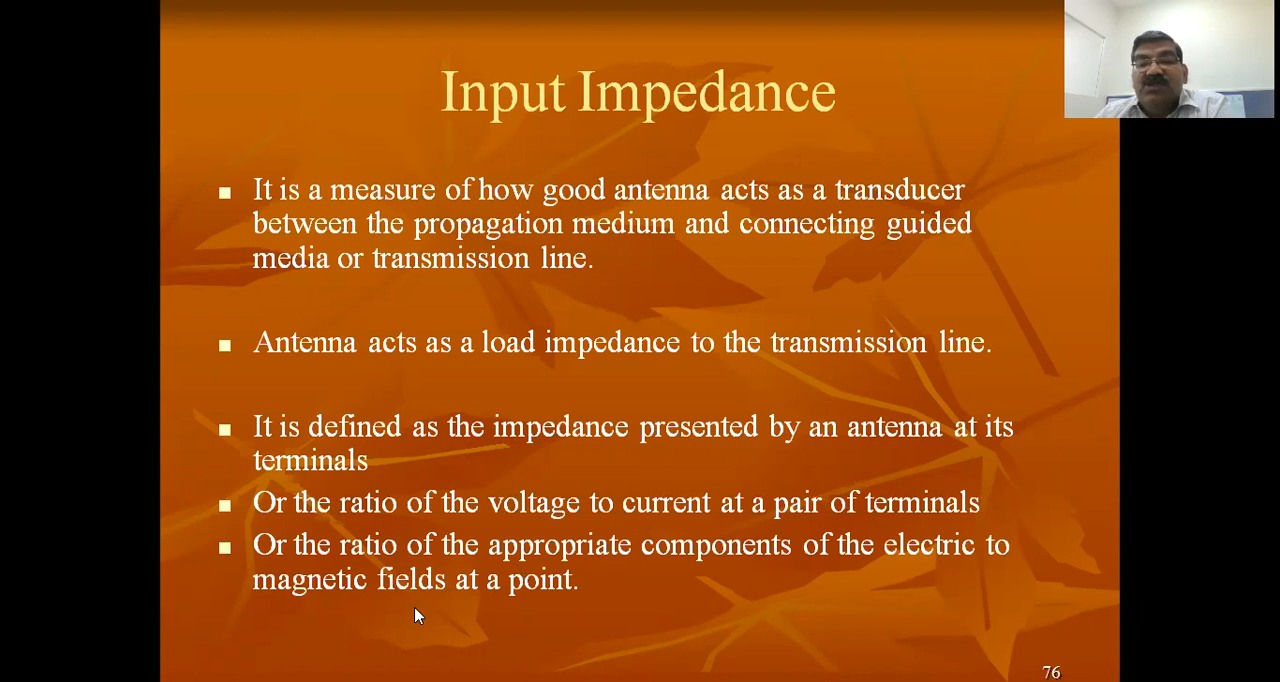 Input Impedance
It is a measure of how good antenna acts as a transducer
between the propagation medium and connecting guided
media or transmission line.
Antenna acts as a load impedance to the transmission line.
It is defined as the impedance presented by an antenna at its
terminals
Or the ratio of the voltage to current at a pair of terminals
Or the ratio of the appropriate components of the electric to
magnetic fields at a point.
76